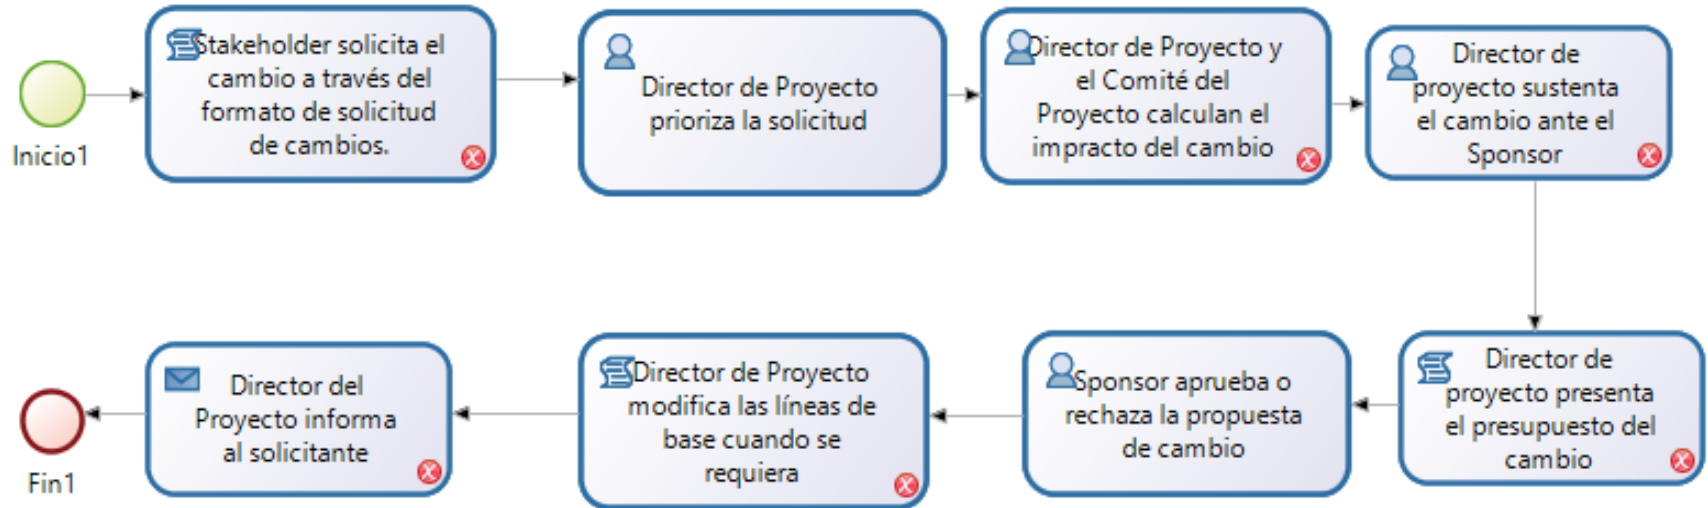 Stakeholder solicita el
cambio a través del
formato de solicitud
de cambios.
Director de Proyecto
prioriza la solicitud
Director de Proyecto y
el Comité del
Proyecto calculan el
impracto del cambio
Director de
proyecto sustenta
el cambio ante el
Sponsor
Inicio1
Director de
proyecto presenta
el presupuesto del
cambio
Sponsor aprueba o
rechaza la propuesta
de cambio
Director de Proyecto
modifica las líneas de
base cuando se
requiera
Director del
Proyecto informa
al solicitante
Fin1